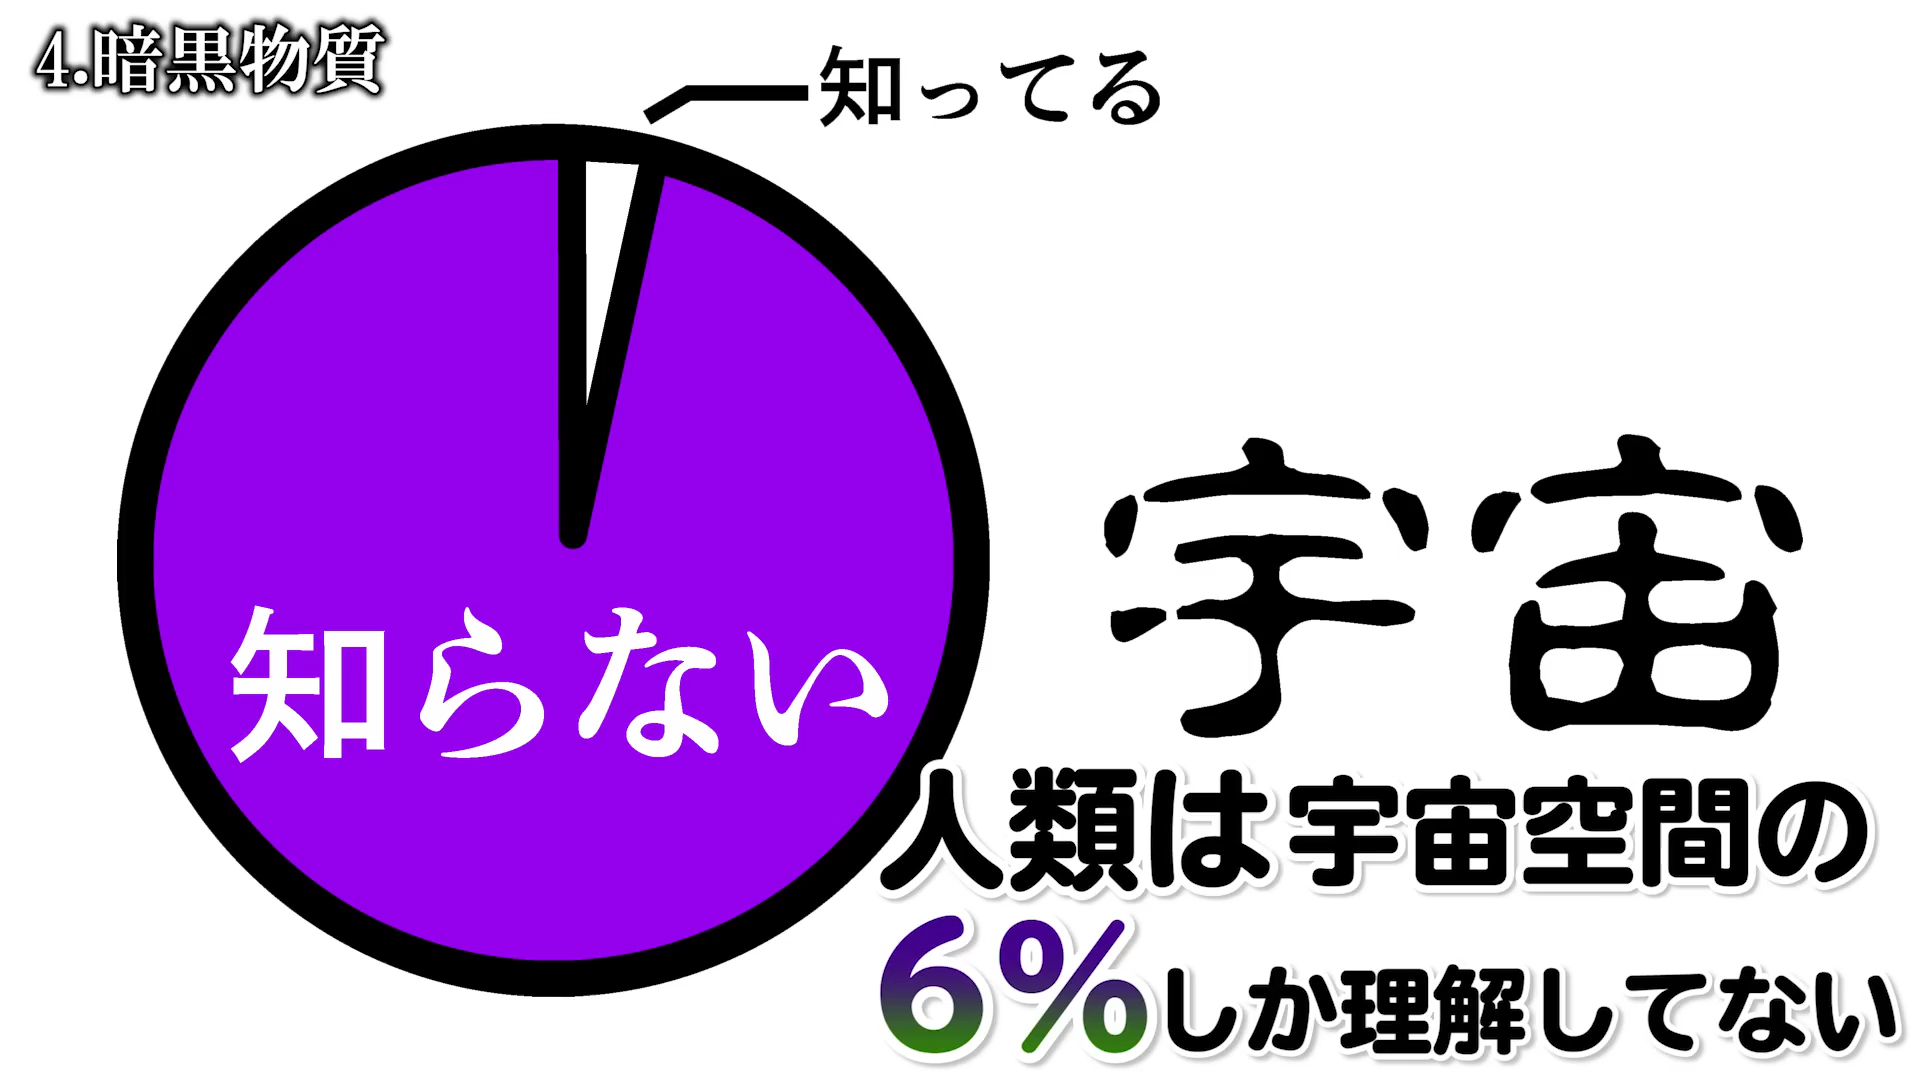 4.暗黒物質
知ってる
知らない
宇宙
人類は宇宙空間の
6%しか理解してない